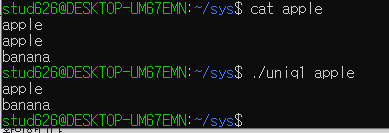 stud626@DESKTOP-UM67EMN:~/sys$ cat apple
apple
apple
banana
stud626@DESKTOP-UM67EMN:~/sys$ ./uniq1 apple
apple
banana
stud626@DESKTOP-UM67EMN:~/sys$